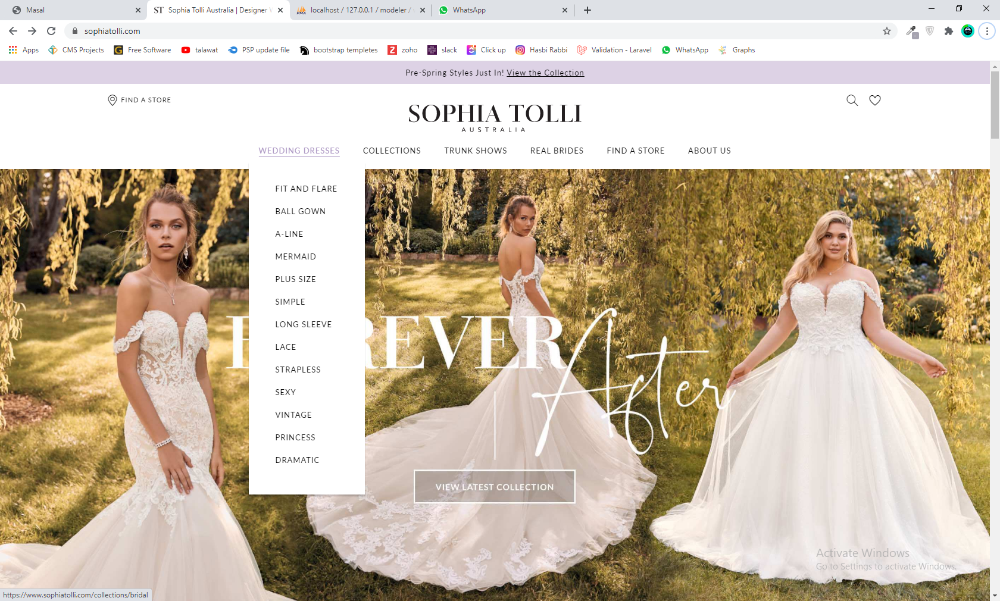 Masal
ST Sophia Tolli Australia | Designer W
PMA localhost / 127.0.0.1 / modeler /
WhatsApp
sophiatolli.com
Apps
CMS Projects
Free Software
talawat
PSP update file
bootstrap templetes
zoho
slack
Click up
Hasbi Rabbi
Validation - Laravel
WhatsApp
Graphs
Pre-Spring Styles Just In! View the Collection
FIND A STORE
SOPHIA TOLLI
AUSTRALIA
WEDDING DRESSES
COLLECTIONS
TRUNK SHOWS
REAL BRIDES
FIND A STORE
ABOUT US
FIT AND FLARE
BALL GOWN
A-LINE
MERMAID
PLUS SIZE
SIMPLE
LONG SLEEVE
LACE
STRAPLESS
SEXY
VINTAGE
PRINCESS
DRAMATIC
REVER
After
VIEW LATEST COLLECTION
Activate Windows
Go to Settings to activate Windows.
https://www.sophiatolli.com/collections/bridal